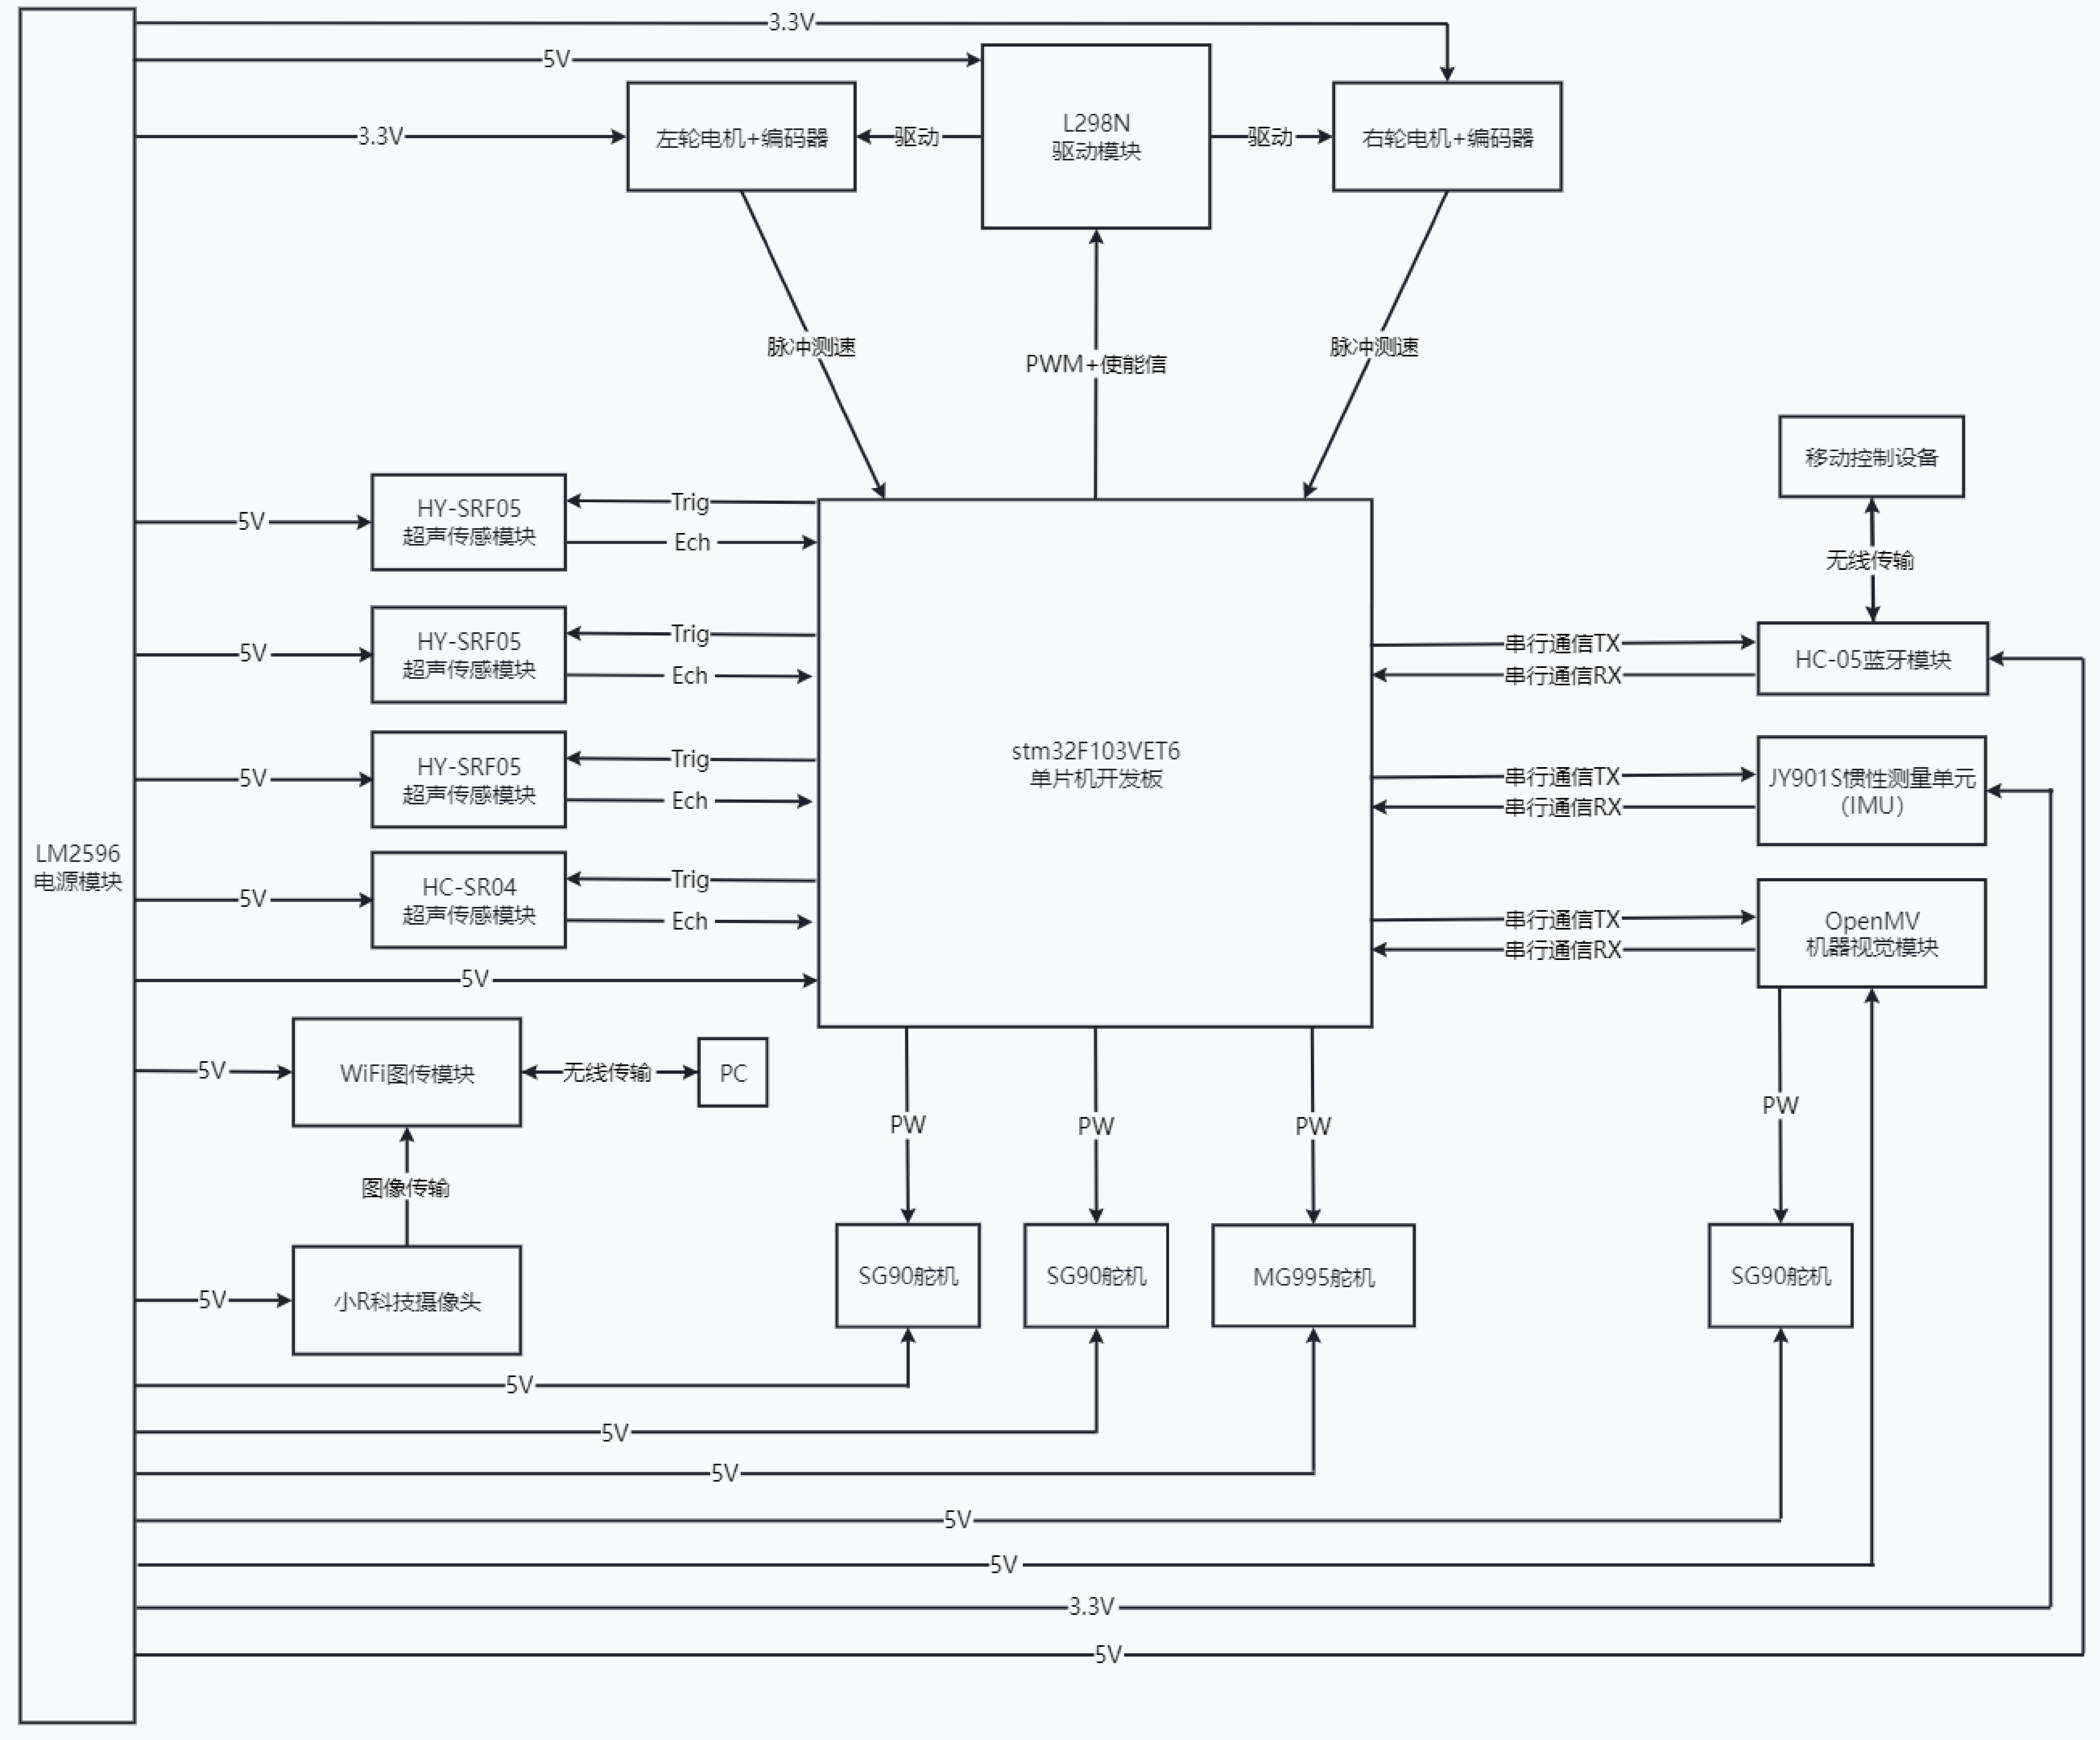 3.3V
5V
L298N
驱动模块
3.3V
左轮电机+编码器
驱动
驱动
右轮电机+编码器
脉冲测速
PWM+使能信
脉冲测速
移动控制设备
无线传输
5V
HY-SRF05
超声传感模块
Trig
Ech
5V
HY-SRF05
超声传感模块
Trig
Ech
串行通信TX
串行通信RX
HC-05蓝牙模块
5V
HY-SRF05
超声传感模块
Trig
Ech
stm32F103VET6
单片机开发板
串行通信TX
串行通信RX
JY901S惯性测量单元
（IMU）
LM2596
电源模块
5V
HC-SR04
超声传感模块
Trig
Ech
串行通信TX
串行通信RX
OpenMV
机器视觉模块
5V
5V
WiFi图传模块
无线传输
PC
PW
PW
PW
PW
图像传输
5V
小R科技摄像头
SG90舵机
SG90舵机
MG995舵机
SG90舵机
5V
5V
5V
5V
5V
3.3V
5V